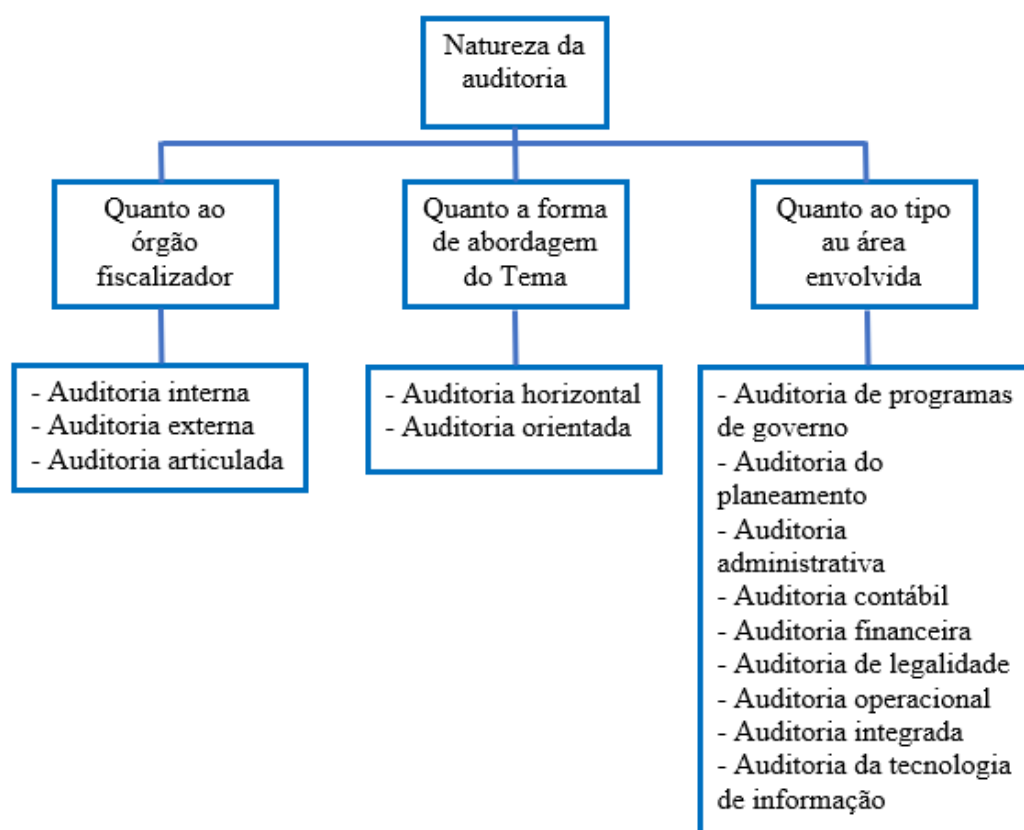 Natureza da
auditoria
Quanto ao
órgão
fiscalizador
Quanto a forma
de abordagem
do Tema
Quanto ao tipo
au área
envolvida
- Auditoria interna
- Auditoria externa
- Auditoria articulada
- Auditoria horizontal
- Auditoria orientada
- Auditoria de programas
de governo
- Auditoria do
planeamento
- Auditoria
administrativa
- Auditoria contábil
- Auditoria financeira
- Auditoria de legalidade
- Auditoria operacional
- Auditoria integrada
- Auditoria da tecnologia
de informação